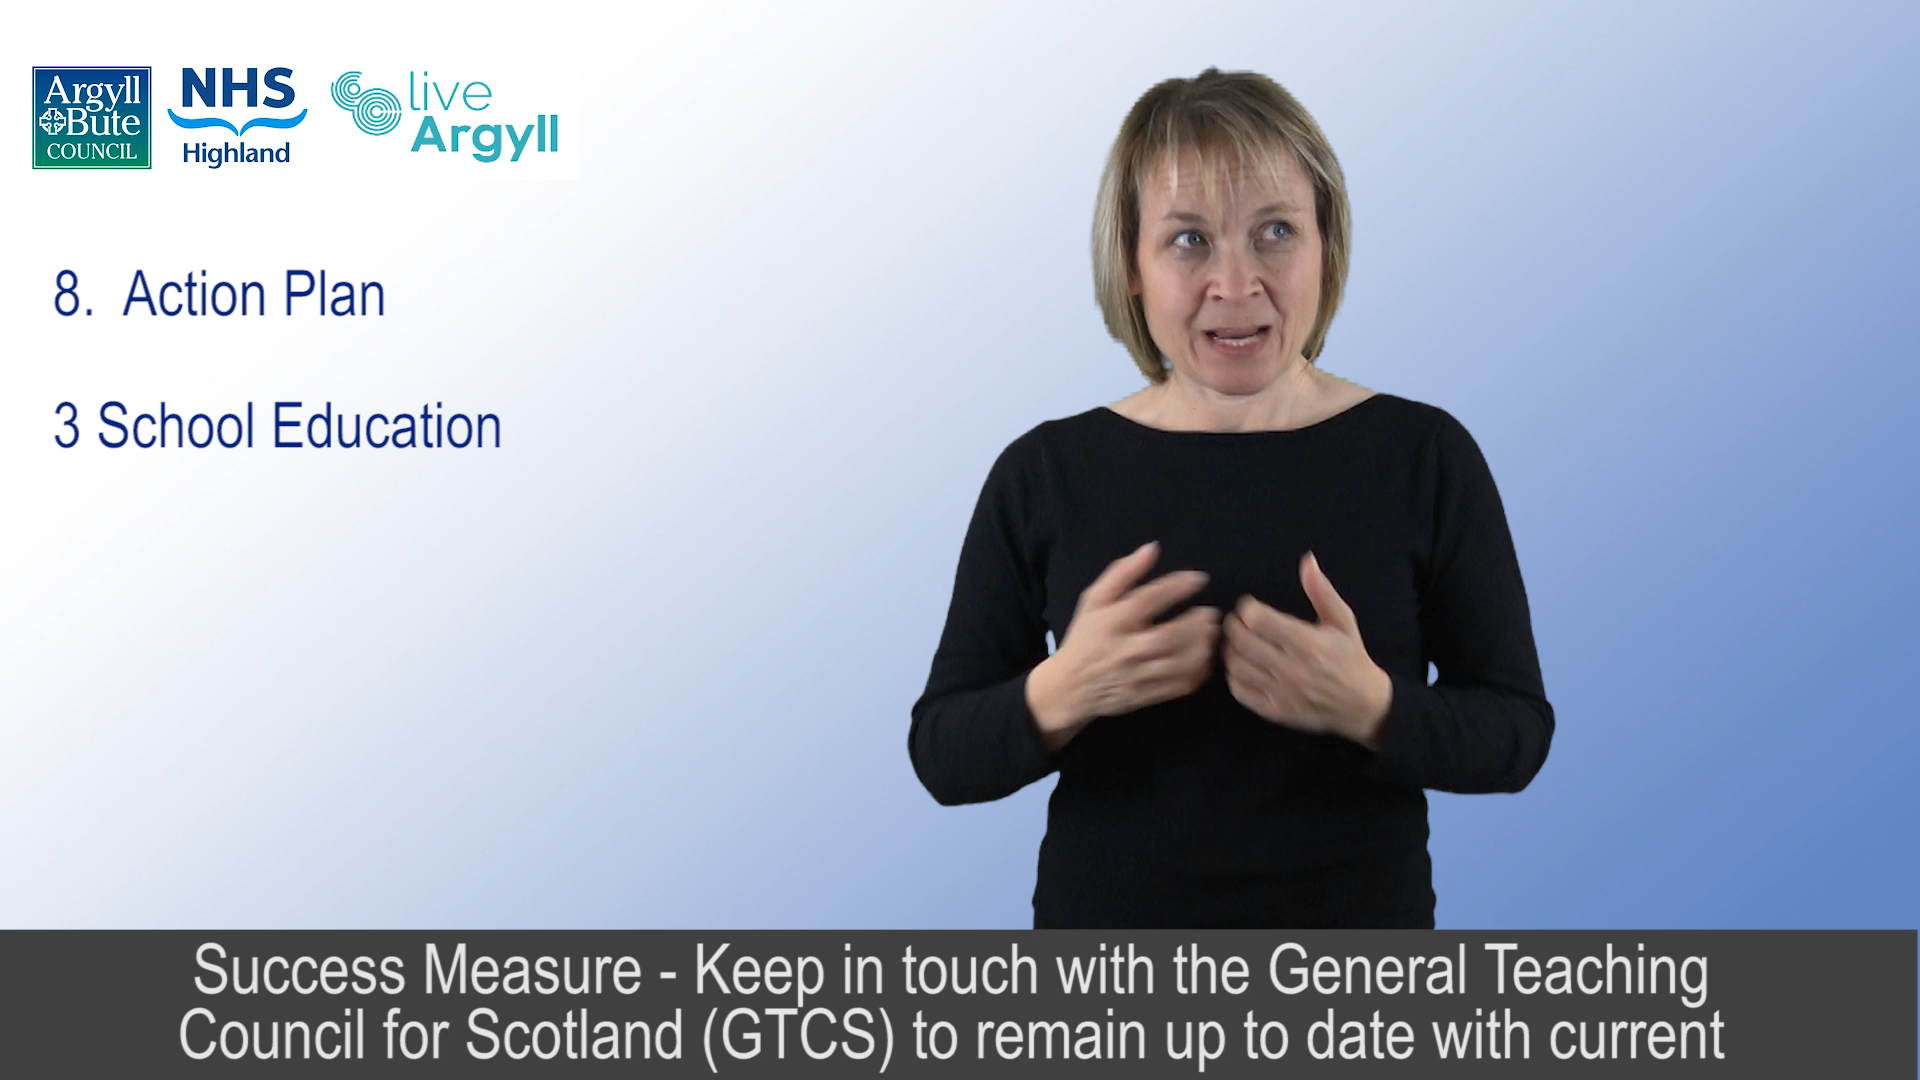 Argyll
Bute
COUNCIL
NHS
Highland
live
Argyll
8. Action Plan
3 School Education
Success Measure - Keep in touch with the General Teaching
Council for Scotland (GTCS) to remain up to date with current